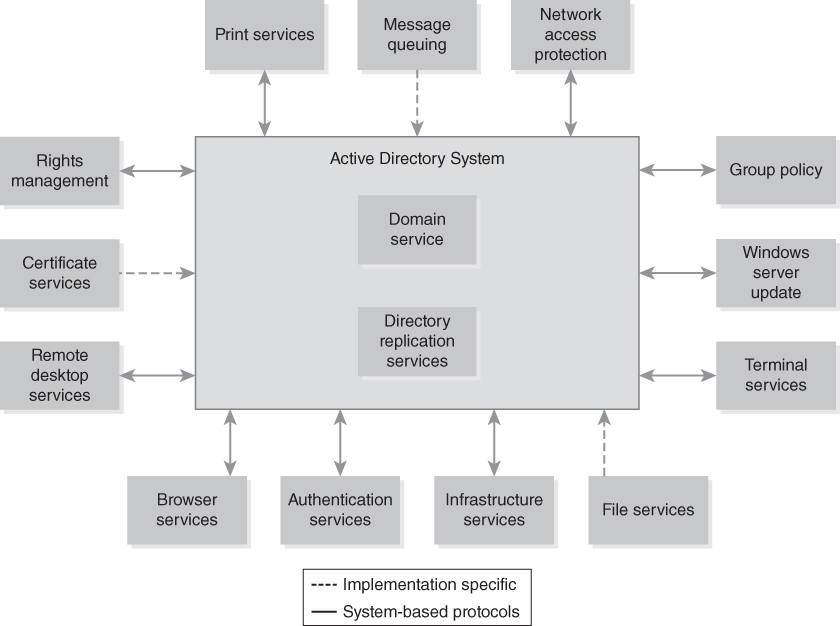 Print services
Message
queuing
Network
access
protection
Rights
management
Active Directory System
Group policy
Domain
service
Certificate
services
Windows
server
update
Directory
replication
services
Remote
desktop
services
Terminal
services
Browser
services
Authentication
services
Infrastructure
services
File services
Implementation specific
System-based protocols